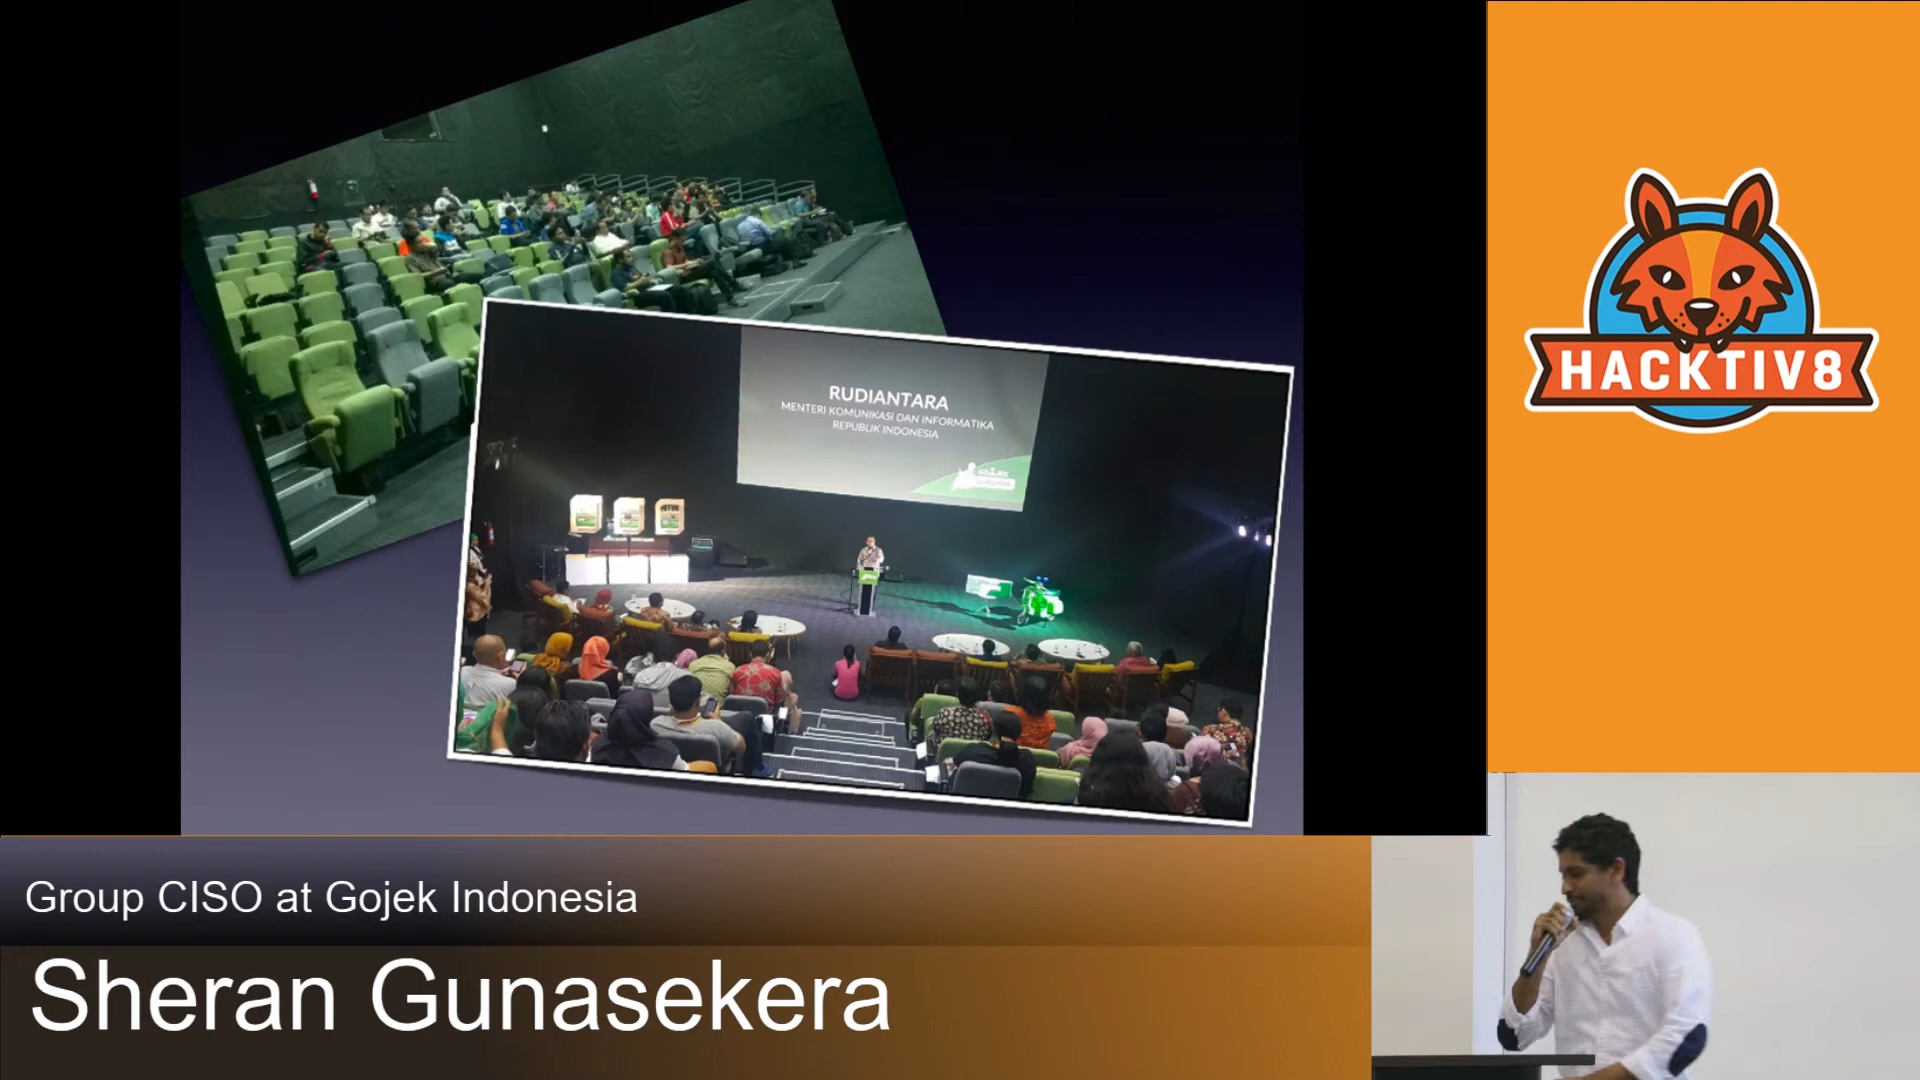 RUDIANTARA
MENTERI KOMUNIKASI DAN INFORMATIKA
REPUBLIK INDONESIA
HACKTIV8
Group CISO at Gojek Indonesia
Sheran Gunasekera